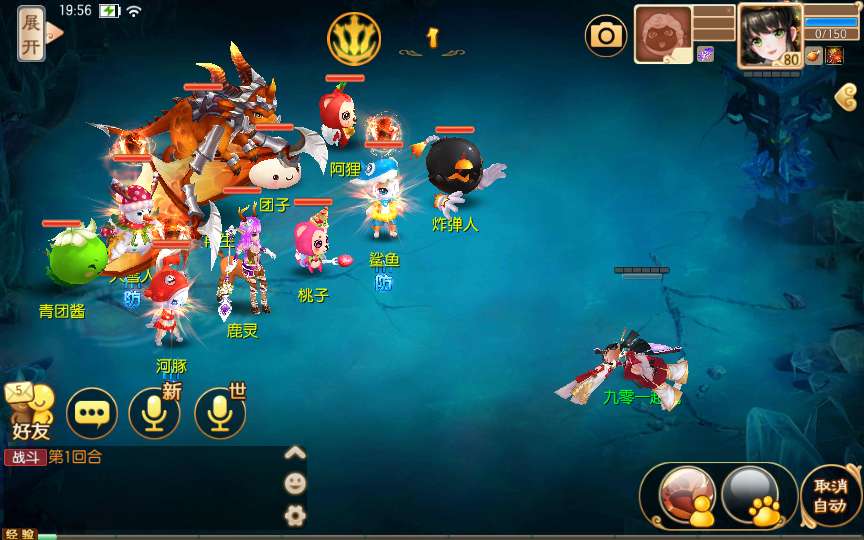 19:56
展开
1
0/150
80
阿狸
团子
炸弹人
鲨鱼
防
桃子
防
青团酱
鹿灵
河豚
九零一
5
好友
新
世
战斗 第1回合
取消
自动
经验